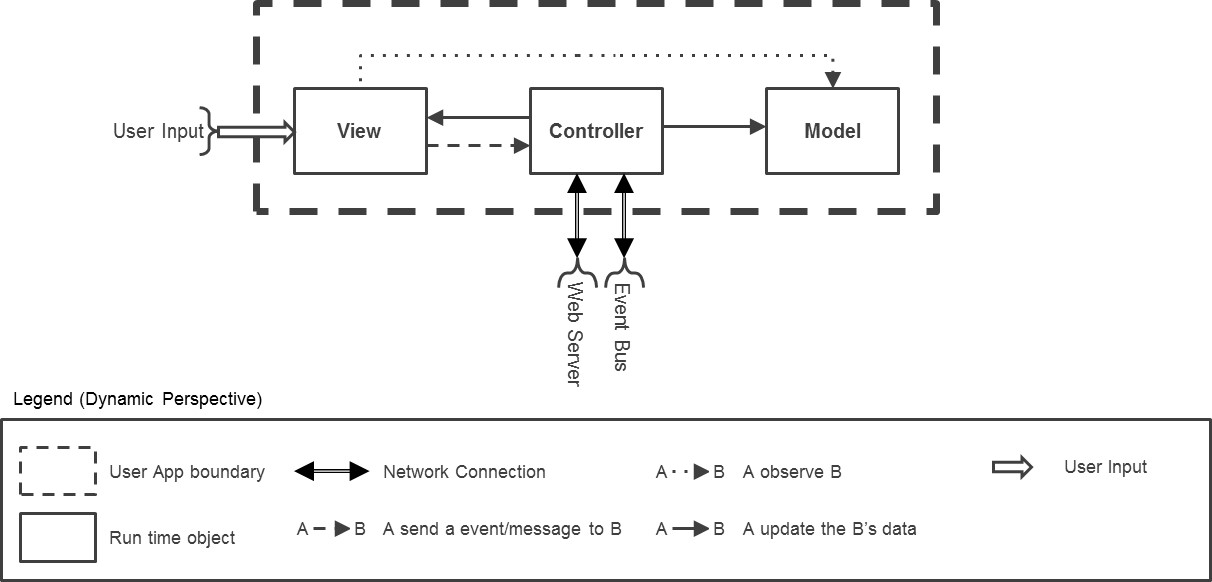 User Input
View
Controller
Model
Web Server
Event Bus
Legend (Dynamic Perspective)
User App boundary
Network Connection
A B A observe B
User Input
Run time object
A B A send a event/message to B
A B A update the B's data